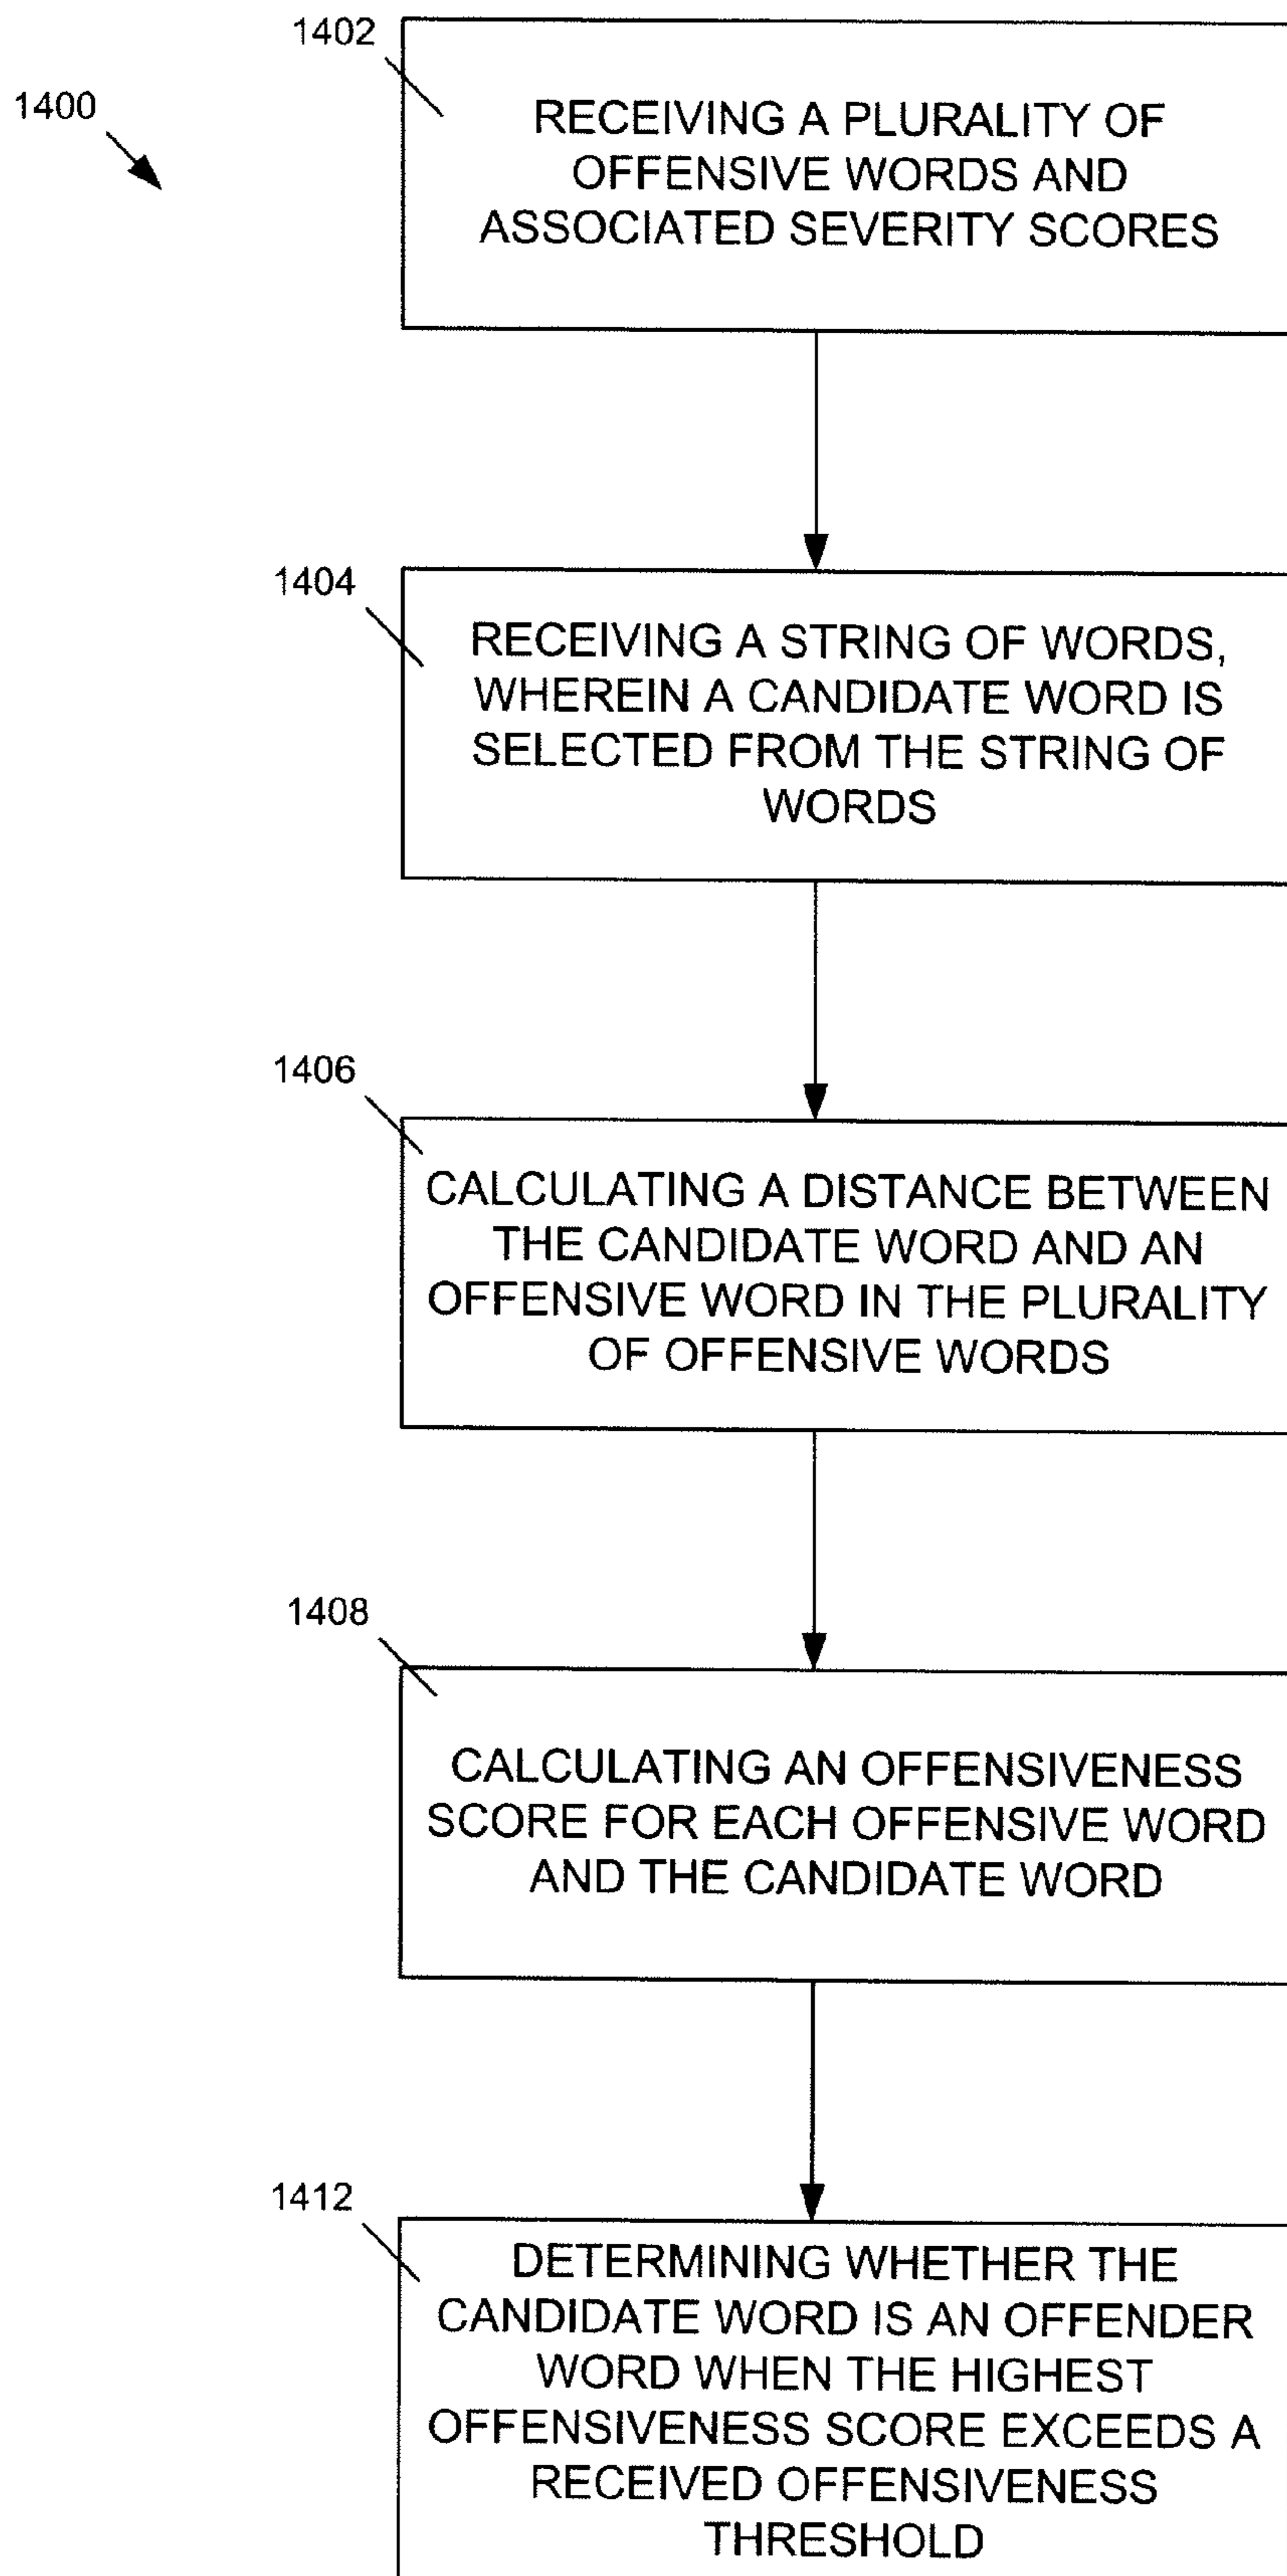 1400
1402
RECEIVING A PLURALITY OF
OFFENSIVE WORDS AND
ASSOCIATED SEVERITY SCORES
1404
RECEIVING A STRING OF WORDS,
WHEREIN A CANDIDATE WORD IS
SELECTED FROM THE STRING OF
WORDS
1406
CALCULATING A DISTANCE BETWEEN
THE CANDIDATE WORD AND AN
OFFENSIVE WORD IN THE PLURALITY
OF OFFENSIVE WORDS
1408
CALCULATING AN OFFENSIVENESS
SCORE FOR EACH OFFENSIVE WORD
AND THE CANDIDATE WORD
1412
DETERMINING WHETHER THE
CANDIDATE WORD IS AN OFFENDER
WORD WHEN THE HIGHEST
OFFENSIVENESS SCORE EXCEEDS A
RECEIVED OFFENSIVENESS
THRESHOLD